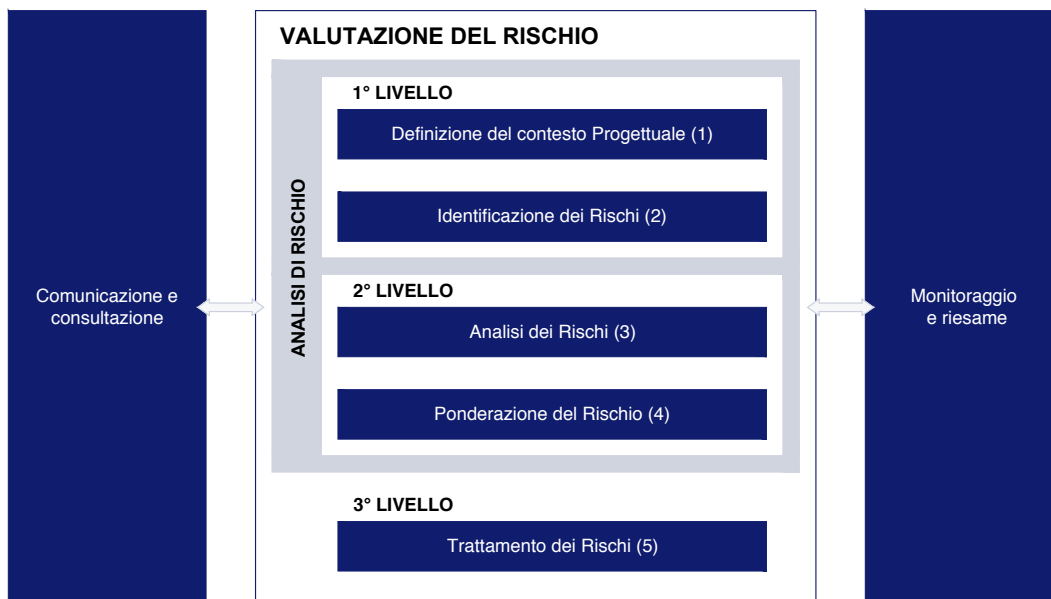 VALUTAZIONE DEL RISCHIO
Comunicazione e
consultazione
ANALISI DI RISCHIO
1° LIVELLO
Definizione del contesto Progettuale (1)
Identificazione dei Rischi (2)
2° LIVELLO
Analisi dei Rischi (3)
Ponderazione del Rischio (4)
3° LIVELLO
Trattamento dei Rischi (5)
Monitoraggio
e riesame